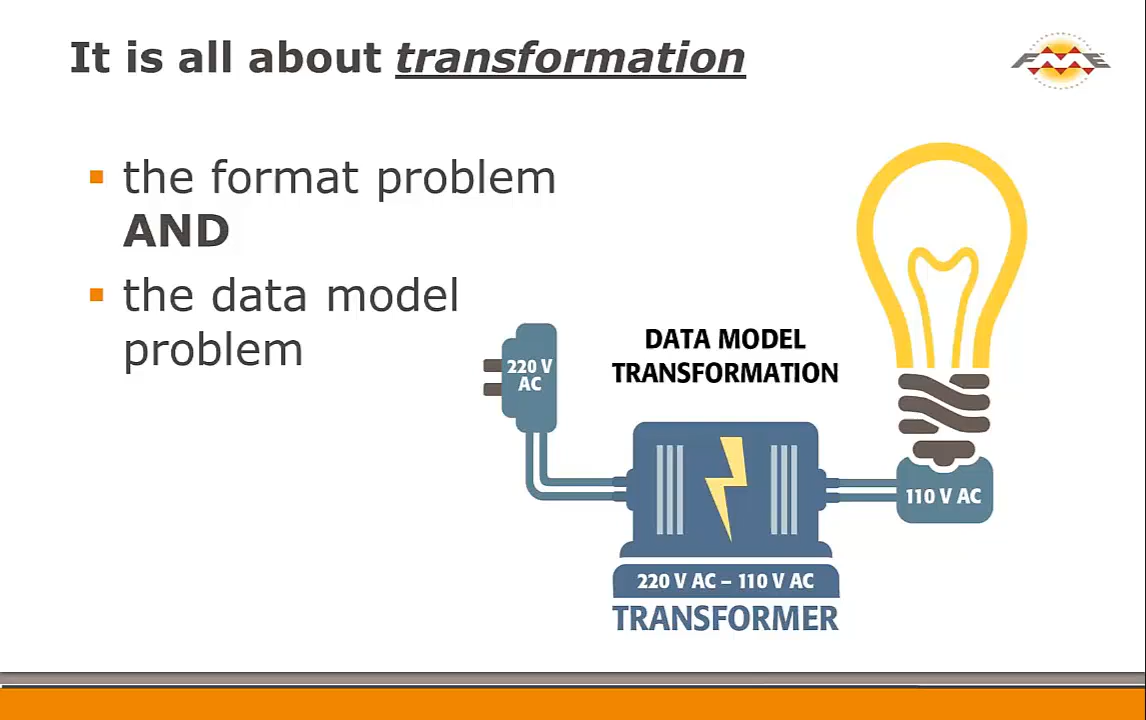 It is all about transformation
FME
the format problem
AND
the data model
problem
DATA MODEL
TRANSFORMATION
220 V
AC
110 V AC
220 V AC – 110 V AC
TRANSFORMER